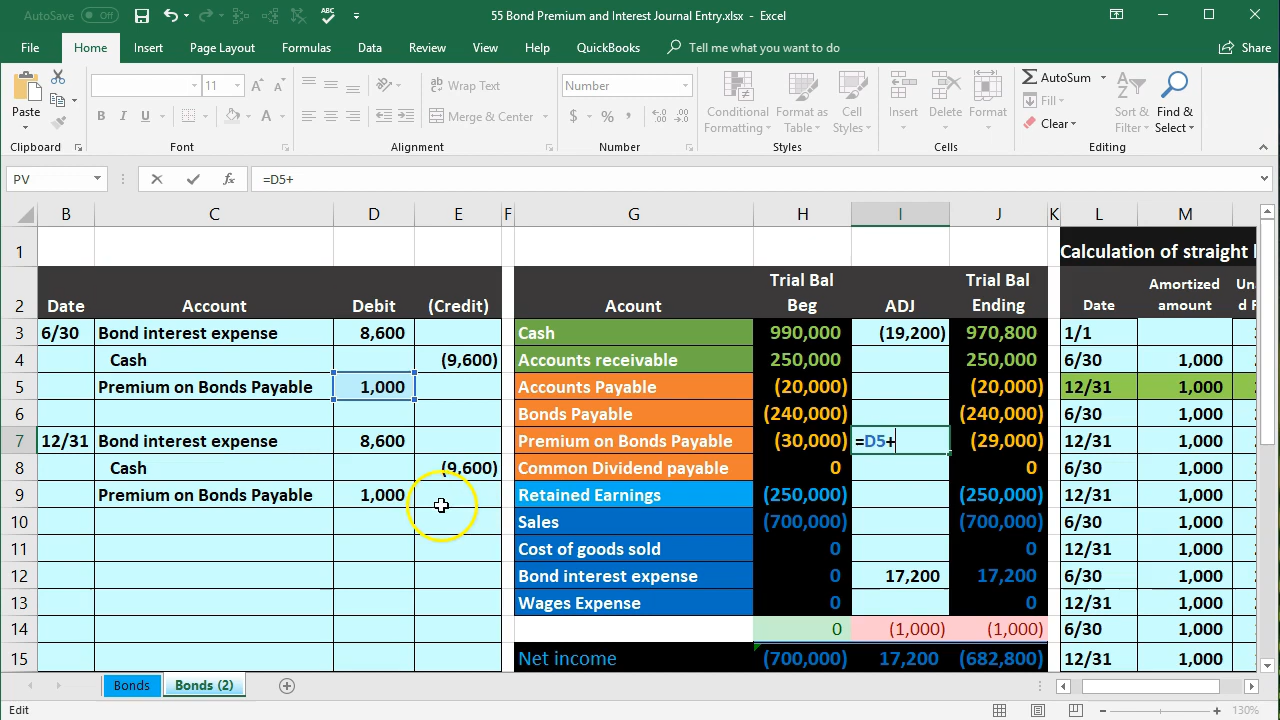 AutoSave Off 55 Bond Premium and Interest Journal Entry.xlsx - Excel
File Home Insert Page Layout Formulas Data Review View Help QuickBooks Tell me what you want to do Share
Paste 11 A A ab Wrap Text Number Conditional Formatting Format as Table Cell Styles Insert Delete Format AutoSum Fill Clear Sort & Filter Find & Select
B I U A Merge & Center $ % ,
Clipboard Font Alignment Number Styles Cells Editing
PV fx =D5+
B C D E F G H I J K L M
1 Calculation of straight l
2 Date Account Debit (Credit) Acount Trial Bal Beg ADJ Trial Bal Ending Date Amortized amount Un
3 6/30 Bond interest expense 8,600 Cash 990,000 (19,200) 970,800 1/1
4 Cash (9,600) Accounts receivable 250,000 250,000 6/30 1,000
5 Premium on Bonds Payable 1,000 Accounts Payable (20,000) (20,000) 12/31 1,000
6 Bonds Payable (240,000) (240,000) 6/30 1,000
7 12/31 Bond interest expense 8,600 Premium on Bonds Payable (30,000) =D5+ (29,000) 12/31 1,000
8 Cash (9,600) Common Dividend payable 0 0 6/30 1,000
9 Premium on Bonds Payable 1,000 Retained Earnings (250,000) (250,000) 12/31 1,000
10 Sales (700,000) (700,000) 6/30 1,000
11 Cost of goods sold 0 0 12/31 1,000
12 Bond interest expense 0 17,200 17,200 6/30 1,000
13 Wages Expense 0 0 12/31 1,000
14 0 (1,000) (1,000) 6/30 1,000
15 Net income (700,000) 17,200 (682,800) 12/31 1,000
Bonds Bonds (2)
Edit 130%